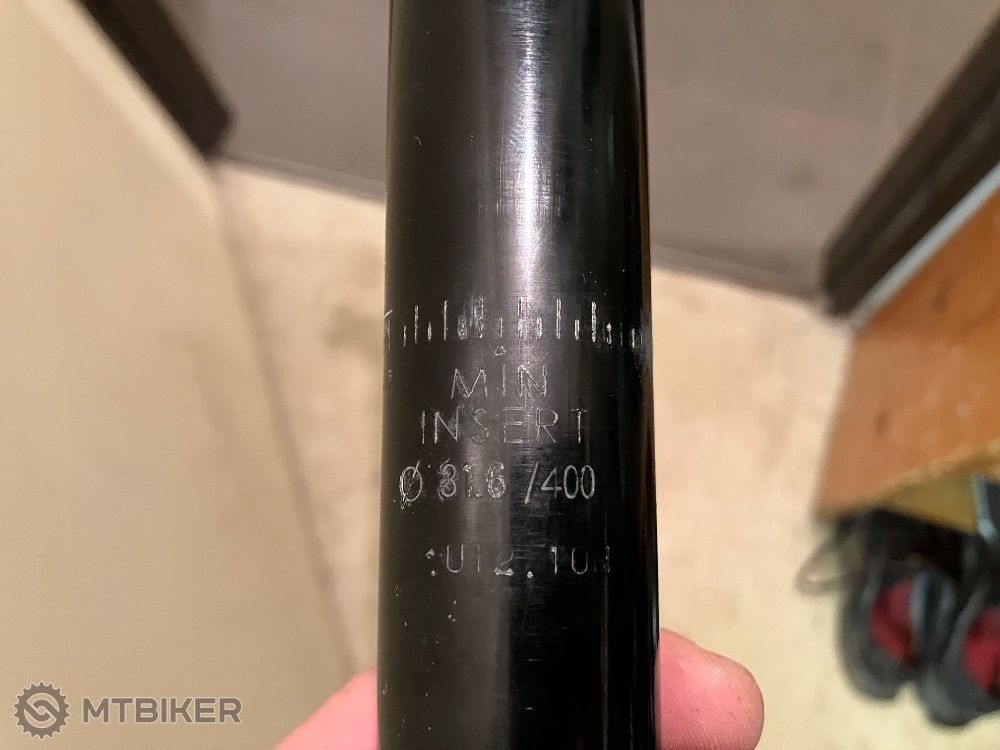 MIN
INSERT
Ø 31.6 /400
MTBIKER